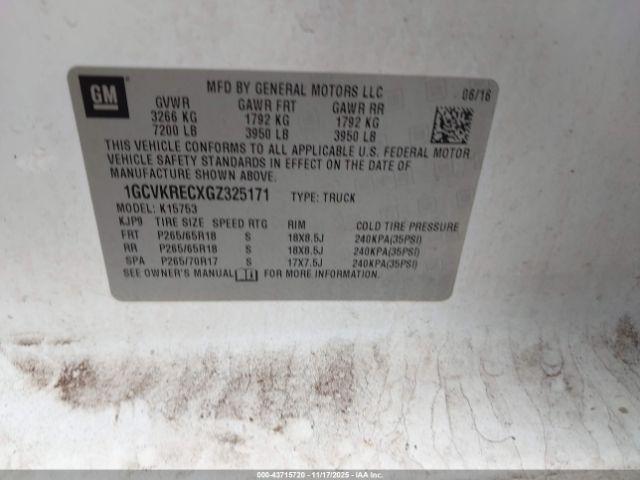 GM
MFD BY GENERAL MOTORS LLC
06/16
GVWR GAWR FRT GAWR RR
3266 KG 1792 KG 1792 KG
7200 LB 3950 LB 3950 LB
THIS VEHICLE CONFORMS TO ALL APPLICABLE U.S. FEDERAL MOTOR
VEHICLE SAFETY STANDARDS IN EFFECT ON THE DATE OF
MANUFACTURE SHOWN ABOVE.
1GCVKRECXGZ325171 TYPE: TRUCK
MODEL: K15753
KJP9 TIRE SIZE SPEED RTG RIM COLD TIRE PRESSURE
FRT P265/65R18 S 18X8.5J 240KPA(35PSI)
RR P265/65R18 S 18X8.5J 240KPA(35PSI)
SPA P265/70R17 S 17X7.5J 240KPA(35PSI)
SEE OWNER'S MANUAL FOR MORE INFORMATION.
000-43715720 - 11/17/2025 - IAA Inc.